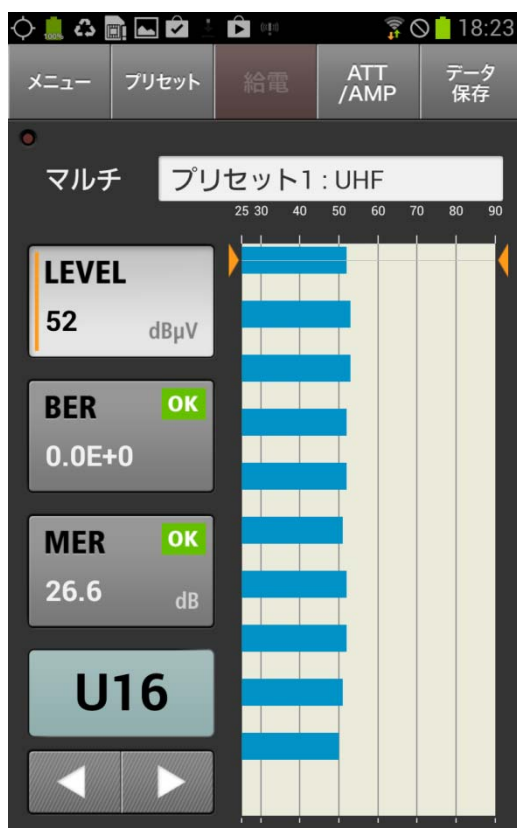 100%
18:23
メニュー
プリセット
給電
ATT
/AMP
データ
保存
マルチ
プリセット1 : UHF
25 30 40 50 60 70 80 90
LEVEL
52 dBµV
BER OK
0.0E+0
MER OK
26.6 dB
U16